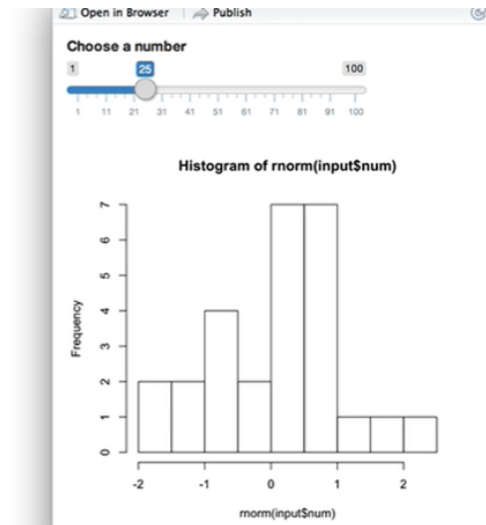 Open in Browser Publish
Choose a number
1 25 100
1 11 21 31 41 51 61 71 81 91 100
Histogram of rnorm(input$num)
7
6
5
4
3
2
1
0
Frequency
-2 -1 0 1 2
rnorm(input$num)